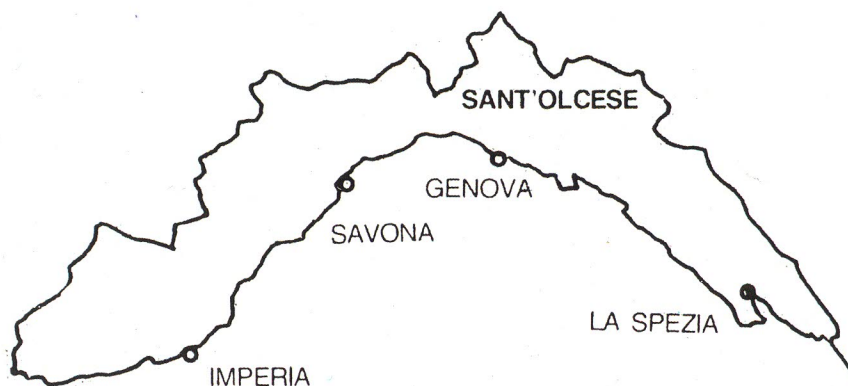 SANT'OLCESE
GENOVA
SAVONA
LA SPEZIA
IMPERIA